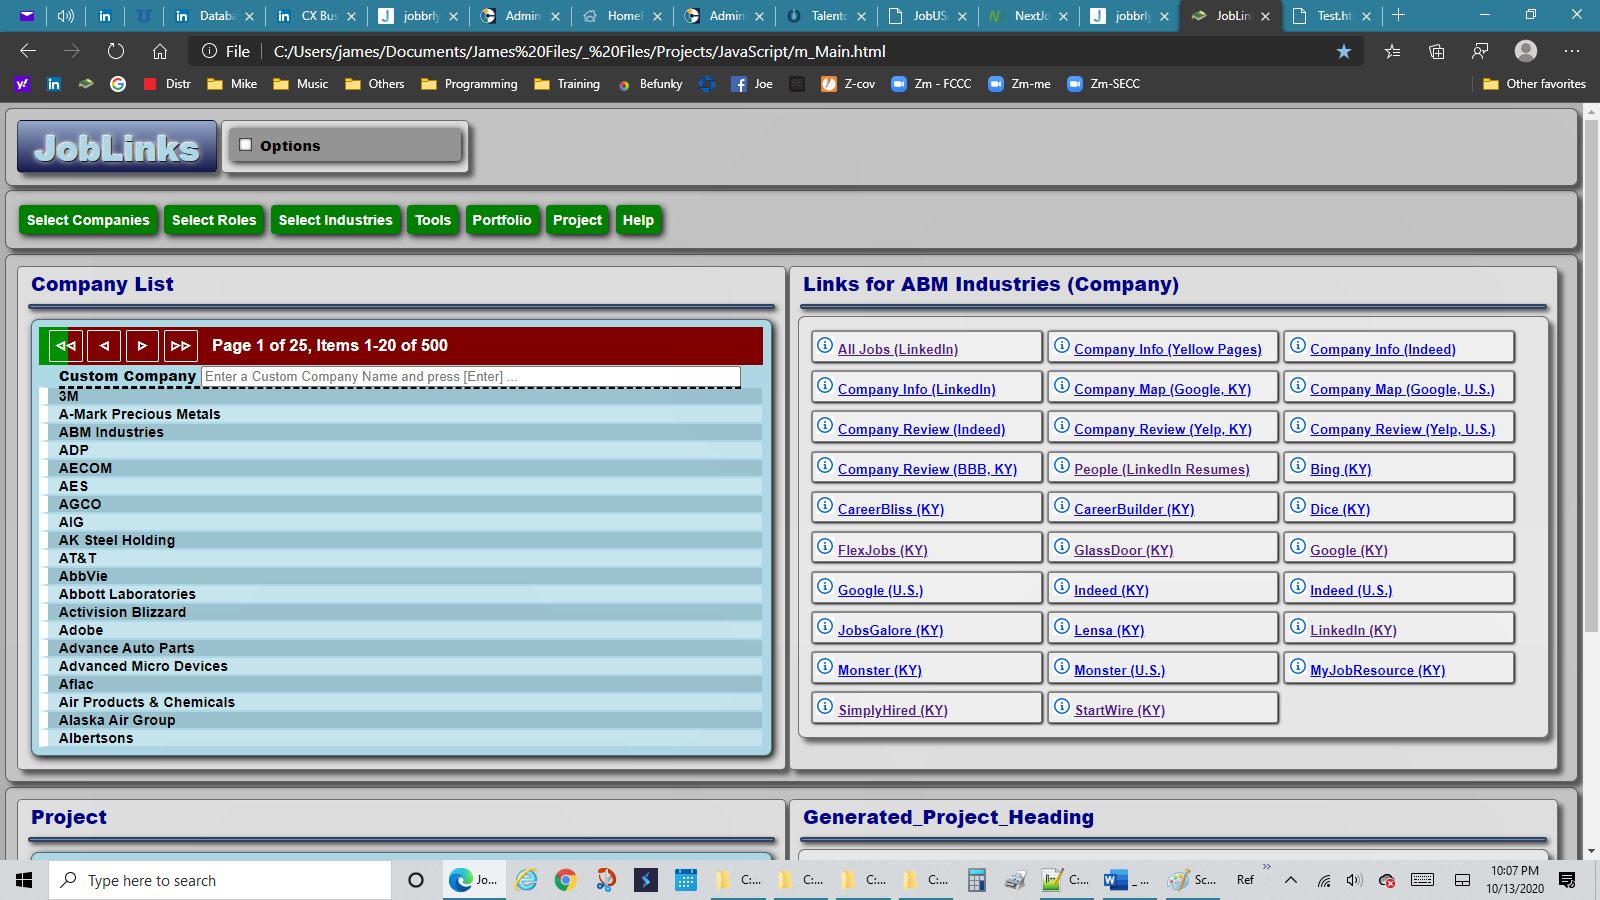 Databa
CX Bus
jobbrly
Admin
Homel
Admin
Talento
JobUSA
NextJo
jobbrly
JobLin
Test.ht
File
C:/Users/james/Documents/James%20Files/_%20Files/Projects/JavaScript/m_Main.html
Distr
Mike
Music
Others
Programming
Training
Befunky
Joe
Z-cov
Zm - FCCC
Zm-me
Zm-SECC
Other favorites
JobLinks
Options
Select Companies
Select Roles
Select Industries
Tools
Portfolio
Project
Help
Company List
Page 1 of 25, Items 1-20 of 500
Custom Company
Enter a Custom Company Name and press [Enter] ...
3M
A-Mark Precious Metals
ABM Industries
ADP
AECOM
AES
AGCO
AIG
AK Steel Holding
AT&T
AbbVie
Abbott Laboratories
Activision Blizzard
Adobe
Advance Auto Parts
Advanced Micro Devices
Aflac
Air Products & Chemicals
Alaska Air Group
Albertsons
Links for ABM Industries (Company)
All Jobs (LinkedIn)
Company Info (Yellow Pages)
Company Info (Indeed)
Company Info (LinkedIn)
Company Map (Google, KY)
Company Map (Google, U.S.)
Company Review (Indeed)
Company Review (Yelp, KY)
Company Review (Yelp, U.S.)
Company Review (BBB, KY)
People (LinkedIn Resumes)
Bing (KY)
CareerBliss (KY)
CareerBuilder (KY)
Dice (KY)
FlexJobs (KY)
GlassDoor (KY)
Google (KY)
Google (U.S.)
Indeed (KY)
Indeed (U.S.)
JobsGalore (KY)
Lensa (KY)
LinkedIn (KY)
Monster (KY)
Monster (U.S.)
MyJobResource (KY)
SimplyHired (KY)
StartWire (KY)
Project
Generated_Project_Heading
Type here to search
Jo...
C:...
C:...
C:...
C:...
C:...
_ ...
Sc...
Ref
10:07 PM
10/13/2020